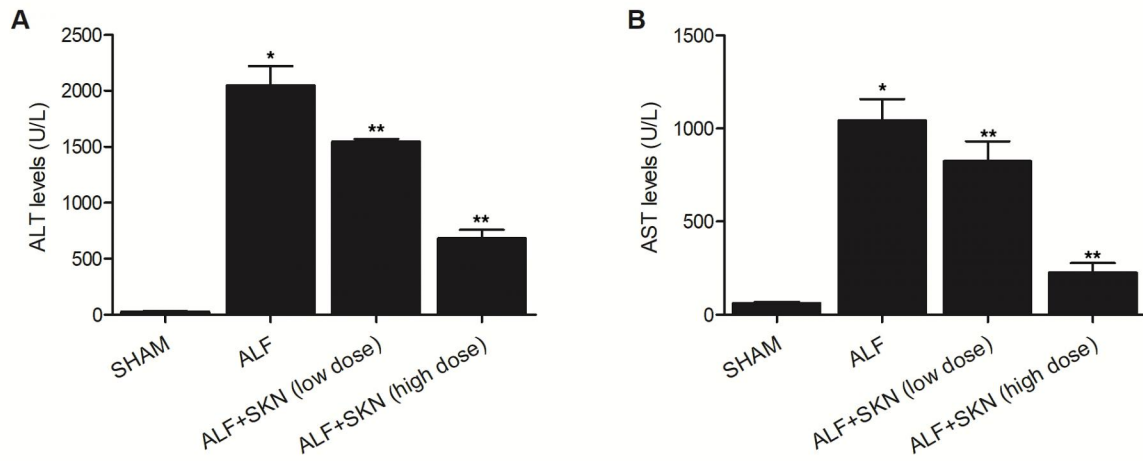 A
ALT levels (U/L)
2500
2000
1500
1000
500
0
*
**
**
SHAM
ALF
ALF+SKN (low dose)
ALF+SKN (high dose)
B
AST levels (U/L)
1500
1000
500
0
*
**
**
SHAM
ALF
ALF+SKN (low dose)
ALF+SKN (high dose)